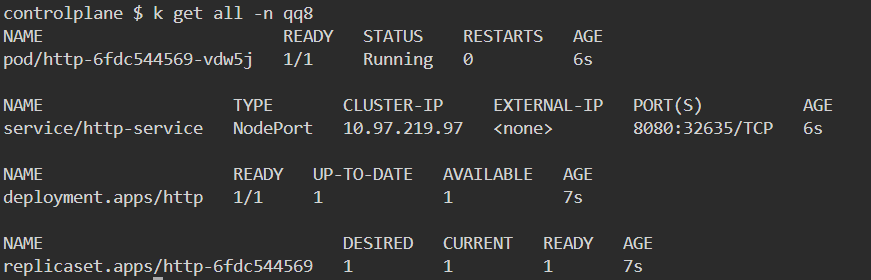 controlplane $ k get all -n qq8
NAME                        READY   STATUS    RESTARTS   AGE
pod/http-6fdc544569-vdw5j   1/1     Running   0          6s

NAME                   TYPE       CLUSTER-IP     EXTERNAL-IP   PORT(S)          AGE
service/http-service   NodePort   10.97.219.97   <none>        8080:32635/TCP   6s

NAME                   READY   UP-TO-DATE   AVAILABLE   AGE
deployment.apps/http   1/1     1            1           7s

NAME                              DESIRED   CURRENT   READY   AGE
replicaset.apps/http-6fdc544569   1         1         1       7s